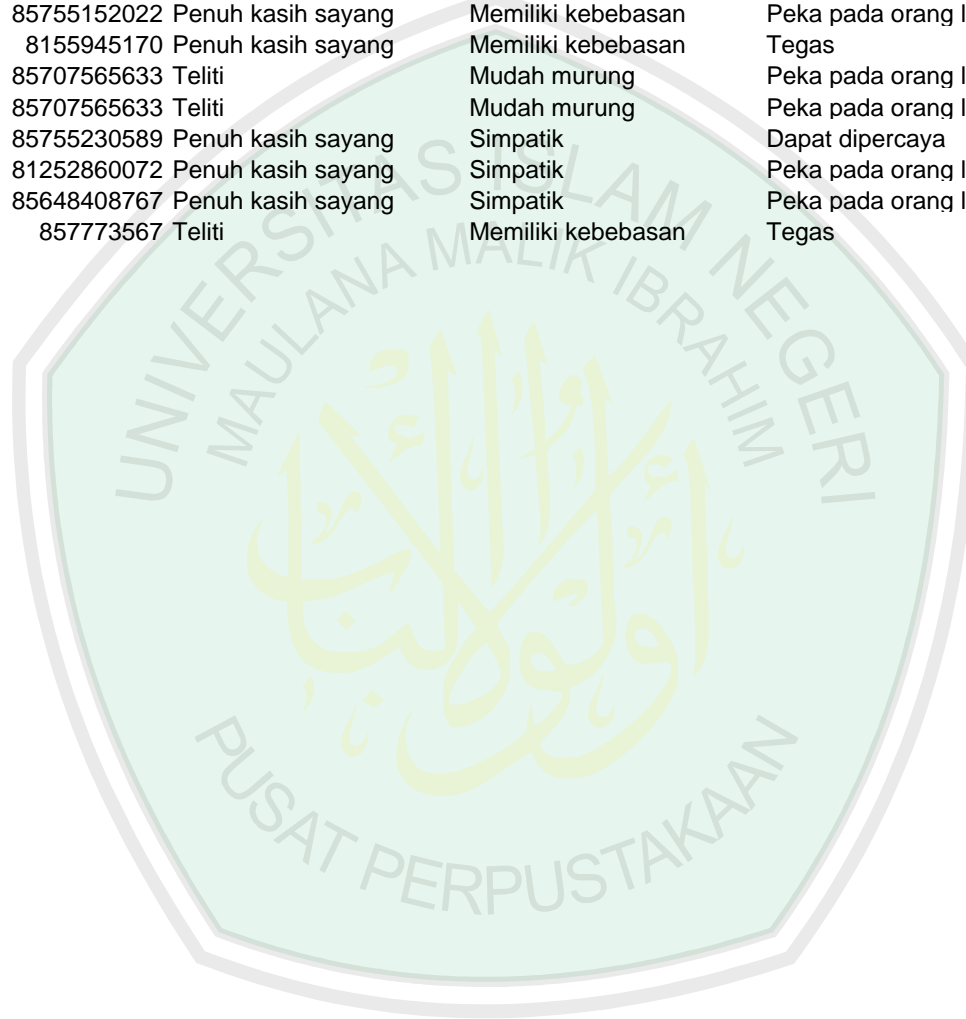 85755152022 Penuh kasih sayang Memiliki kebebasan Peka pada orang l
8155945170 Penuh kasih sayang Memiliki kebebasan Tegas
85707565633 Teliti Mudah murung Peka pada orang l
85707565633 Teliti Mudah murung Peka pada orang l
85755230589 Penuh kasih sayang Simpatik Dapat dipercaya
81252860072 Penuh kasih sayang Simpatik Peka pada orang l
85648408767 Penuh kasih sayang Simpatik Peka pada orang l
857773567 Teliti Memiliki kebebasan Tegas
UNIVERSITAS ISLAM NEGERI
MAULANA MALIK IBRAHIM
PUSAT PERPUSTAKAAN